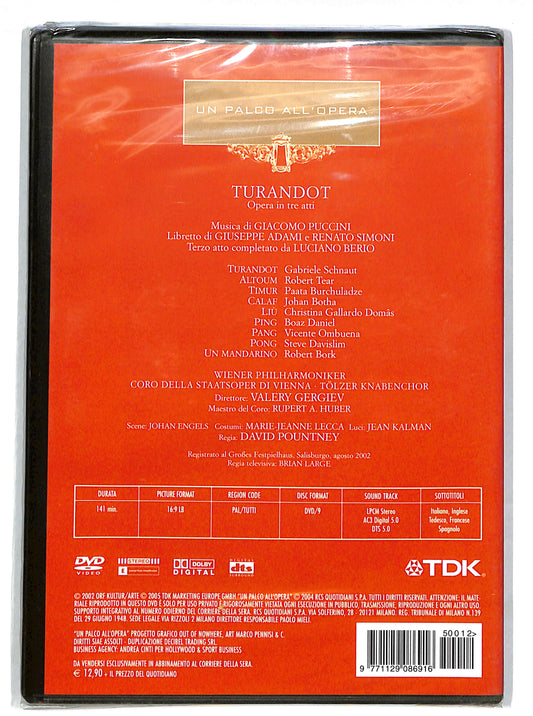 UN PALCO ALL'OPERA
TURANDOT
Opera in tre atti
Musica di GIACOMO PUCCINI
Libretto di GIUSEPPE ADAMI e RENATO SIMONI
Terzo atto completato da LUCIANO BERIO
TURANDOT Gabriele Schnaut
ALTOUM Robert Tear
TIMUR Paata Burchuladze
CALAF Johan Botha
LIÙ Christina Gallardo Domâs
PING Boaz Daniel
PANG Vicente Ombuena
PONG Steve Davislim
UN MANDARINO Robert Bork
WIENER PHILHARMONIKER
CORO DELLA STAATSOPER DI VIENNA · TÖLZER KNABENCHOR
Direttore: VALERY GERGIEV
Maestro del Coro: RUPERT A. HUBER
Scene: JOHAN ENGELS Costumi: MARIE-JEANNE LECCA Luci: JEAN KALMAN
Regia: DAVID POUNTNEY
Registrato al Großes Festpielhaus, Salisburgo, agosto 2002
Regia televisiva: BRIAN LARGE
DURATA PICTURE FORMAT REGION CODE DISC FORMAT SOUND TRACK SOTTOTITOLI
141 min. 16:9 LB PAL/TUTTI DVD/9 LPCM Stereo Italiano, Inglese
AC3 Digital 5.0 Tedesco, Francese
DTS 5.0 Spagnolo
DVD VIDEO STEREO DOLBY DIGITAL DIGITAL dts SURROUND TDK
© 2002 ORF KULTUR/ARTE © 2005 TDK MARKETING EUROPE GMBH "UN PALCO ALL'OPERA" © 2004 RCS QUOTIDIANI S.P.A. TUTTI I DIRITTI RISERVATI. ATTENZIONE: IL MATE-
RIALE RIPRODOTTO IN QUESTO DVD È SOLO PER USO PRIVATO. RIGOROSAMENTE VIETATA OGNI ESECUZIONE IN PUBBLICO, TRASMISSIONE, RIPRODUZIONE E OGNI ALTRO USO.
SUPPORTO INTEGRATIVO AL NUMERO ODIERNO DEL CORRIERE DELLA SERA. RCS QUOTIDIANI S.P.A. VIA SOLFERINO, 28 - 20121 MILANO. REG. TRIBUNALE DI MILANO N.139
DEL 29 GIUGNO 1948. SEDE LEGALE VIA RIZZOLI 2 MILANO DIRETTORE RESPONSABILE PAOLO MIELI.
"UN PALCO ALL'OPERA" PROGETTO GRAFICO OUT OF NOWHERE, ART MARCO PENNISI & C.
DIRITTI SIAE ASSOLTI - DUPLICAZIONE DECIBEL TRADING SRL
BUSINESS AGENCY: ANDREA CINTI PER HOLLYWOOD & SPORT BUSINESS
DA VENDERSI ESCLUSIVAMENTE IN ABBINAMENTO AL CORRIERE DELLA SERA.
€ 12,90 + IL PREZZO DEL QUOTIDIANO
50012>
9 771129 086916